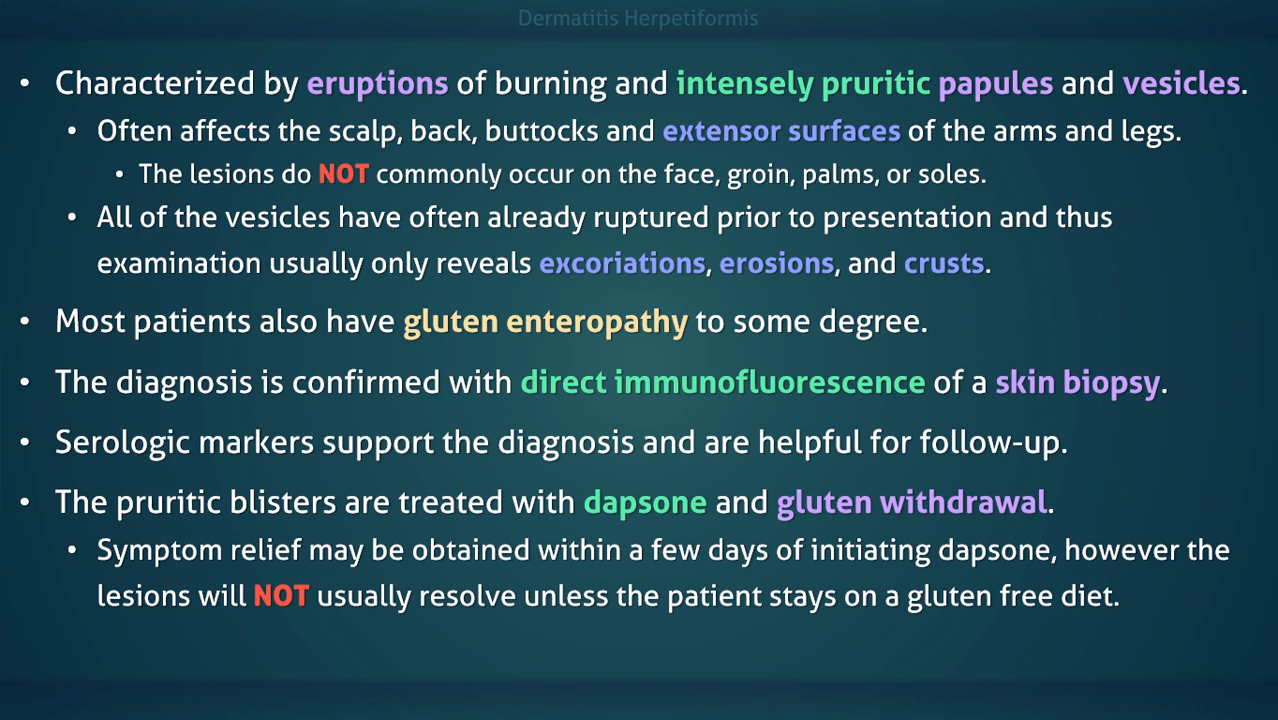 Dermatitis Herpetiformis
• Characterized by eruptions of burning and intensely pruritic papules and vesicles.
• Often affects the scalp, back, buttocks and extensor surfaces of the arms and legs.
• The lesions do NOT commonly occur on the face, groin, palms, or soles.
• All of the vesicles have often already ruptured prior to presentation and thus
examination usually only reveals excoriations, erosions, and crusts.
• Most patients also have gluten enteropathy to some degree.
• The diagnosis is confirmed with direct immunofluorescence of a skin biopsy.
• Serologic markers support the diagnosis and are helpful for follow-up.
• The pruritic blisters are treated with dapsone and gluten withdrawal.
• Symptom relief may be obtained within a few days of initiating dapsone, however the
lesions will NOT usually resolve unless the patient stays on a gluten free diet.